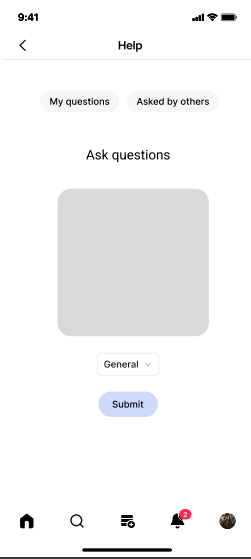 9:41
Help
My questions
Asked by others
Ask questions
General
Submit
2